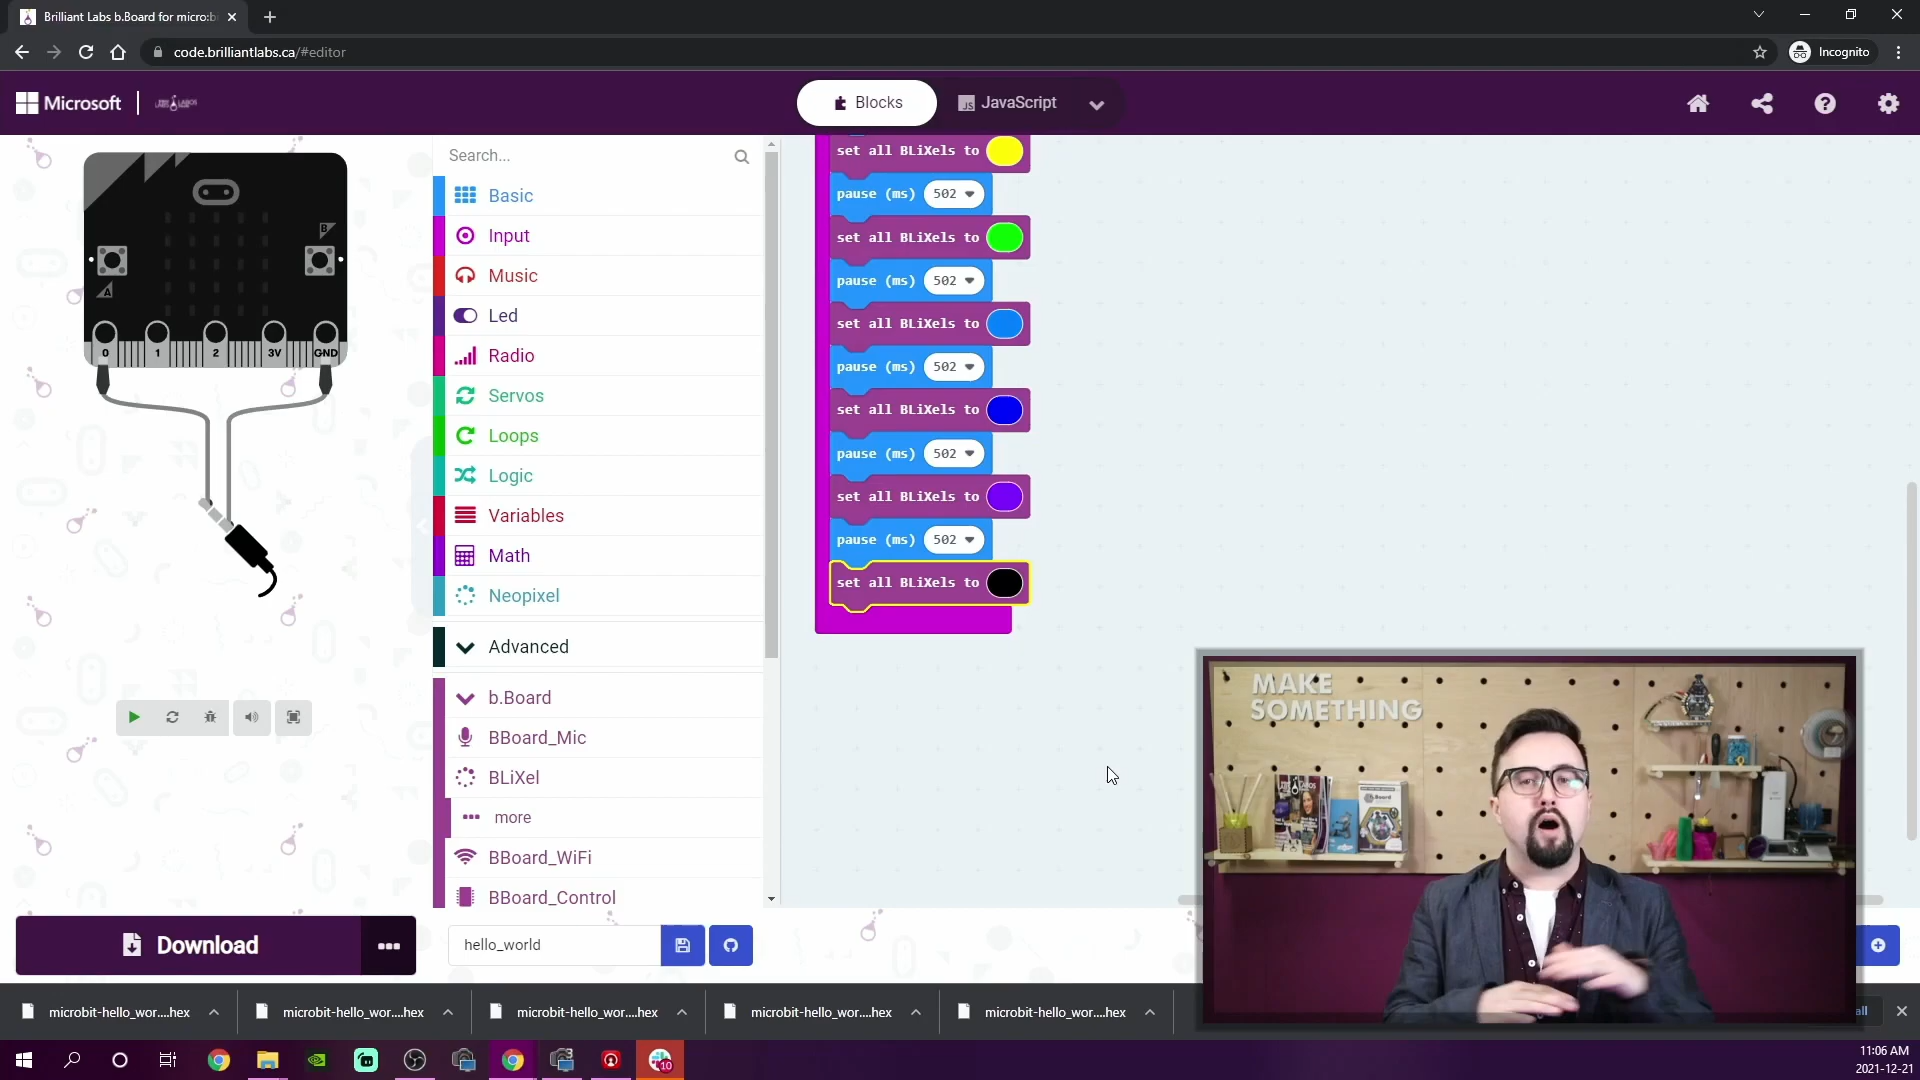 Brilliant Labs b.Board for micro:bi
code.brilliantlabs.ca/#editor
Incognito
Microsoft
Blocks
JS
JavaScript
B
A
0 1 2 3V GND
Search...
Basic
Input
Music
Led
Radio
Servos
Loops
Logic
Variables
Math
Neopixel
Advanced
b.Board
BBoard_Mic
BLiXel
more
BBoard_WiFi
BBoard_Control
set all BLiXels to
pause (ms) 502
set all BLiXels to
pause (ms) 502
set all BLiXels to
pause (ms) 502
set all BLiXels to
pause (ms) 502
set all BLiXels to
pause (ms) 502
set all BLiXels to
MAKE
SOMETHING
Download
hello_world
microbit-hello_wor....hex
microbit-hello_wor....hex
microbit-hello_wor....hex
microbit-hello_wor....hex
microbit-hello_wor....hex
all
3
10
11:06 AM
2021-12-21